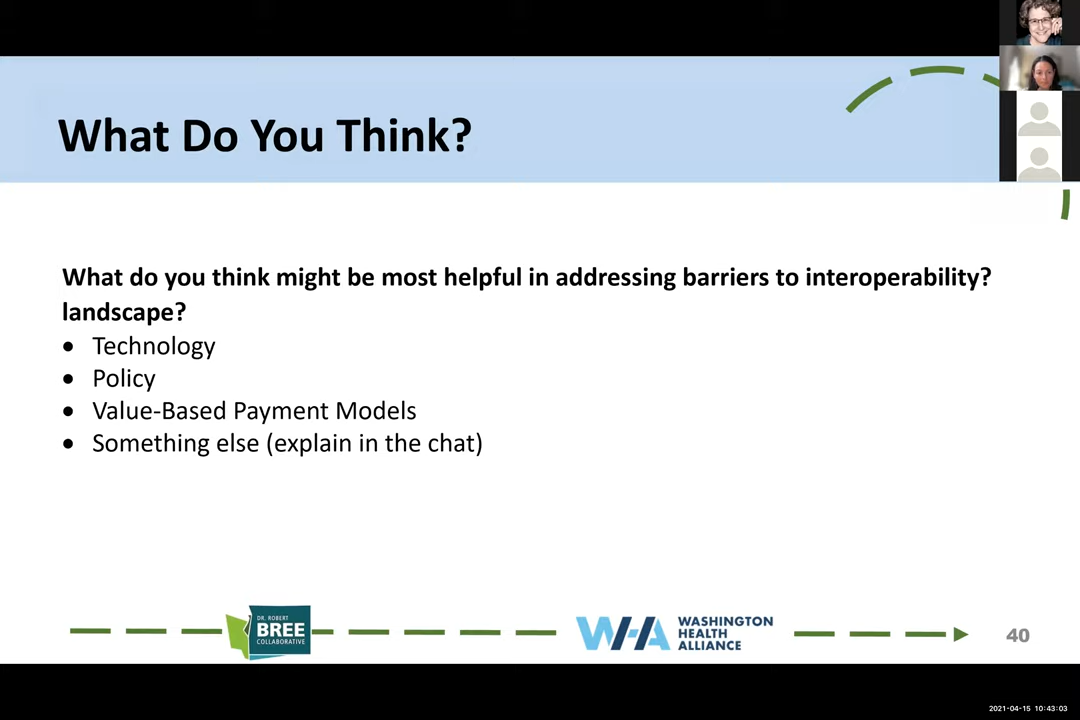 What Do You Think?
What do you think might be most helpful in addressing barriers to interoperability?
landscape?
• Technology
• Policy
• Value-Based Payment Models
• Something else (explain in the chat)
DR. ROBERT
BREE
COLLABORATIVE
WHA
WASHINGTON
HEALTH
ALLIANCE
40
2021-04-15 10:43:03